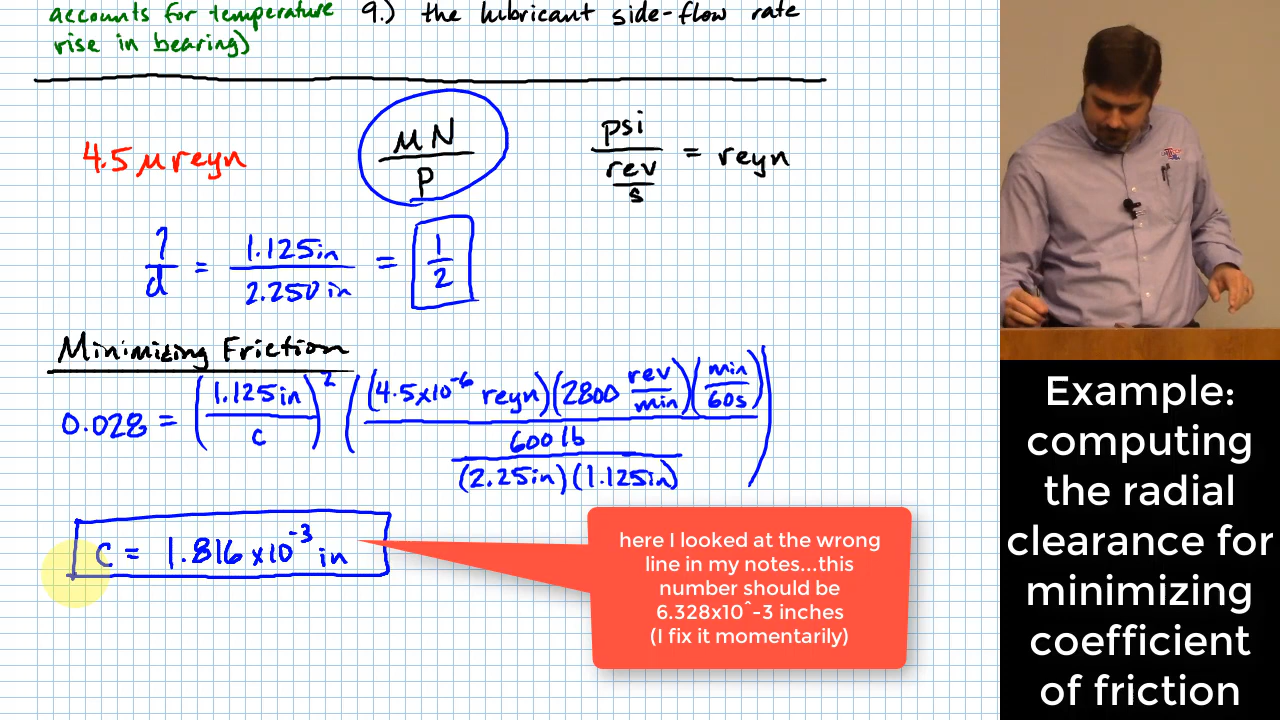 accounts for temperature 9.) the lubricant side-flow rate
rise in bearing)
4.5 μreyn
μN / P
psi / (rev / s) = reyn
l / d = 1.125in / 2.250 in = 1 / 2
Minimizing Friction
0.028 = (1.125in / c)^2 ((4.5x10^-6 reyn)(2800 rev/min)(min/60s) / (600 lb / (2.25in)(1.125in)))
c = 1.816x10^-3 in
here I looked at the wrong
line in my notes...this
number should be
6.328x10^-3 inches
(I fix it momentarily)
Example:
computing
the radial
clearance for
minimizing
coefficient
of friction